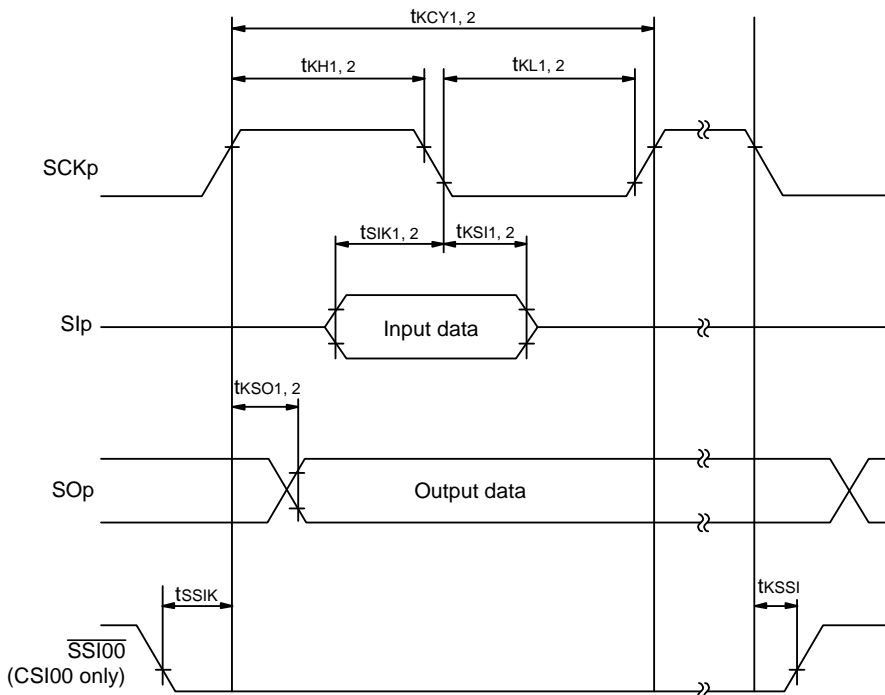 tKCY1, 2
tKH1, 2
tKL1, 2
SCKp
tSIK1, 2
tKSI1, 2
SIp
Input data
tKSO1, 2
SOp
Output data
tSSIK
tKSSI
SSI00
(CSI00 only)